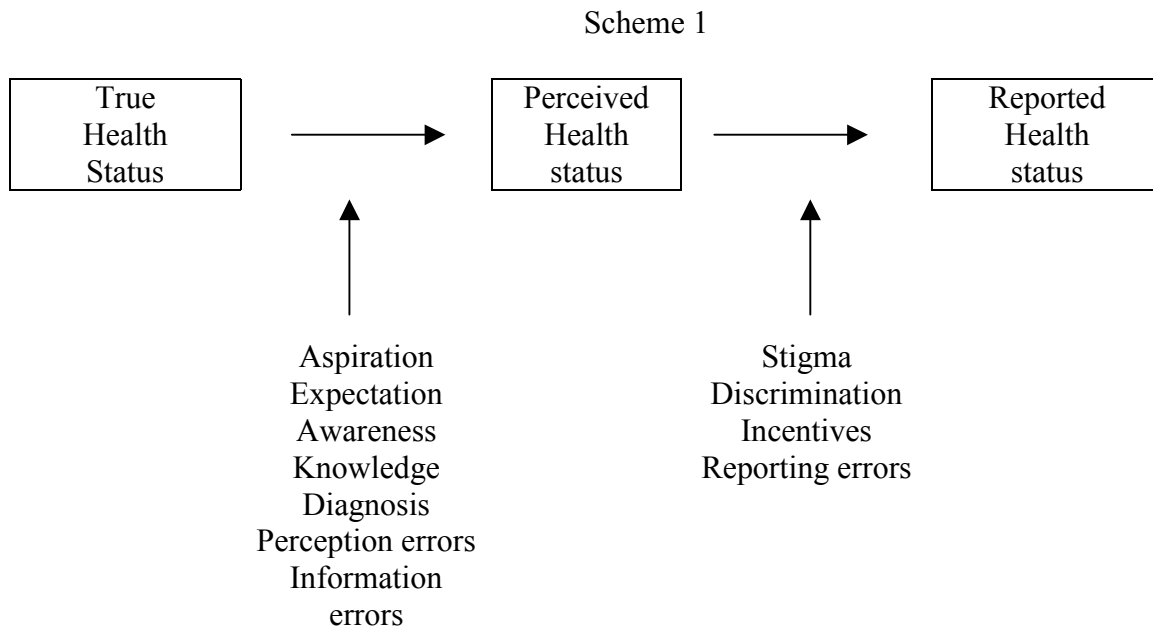 Scheme 1
True
Health
Status
Perceived
Health
status
Reported
Health
status
Aspiration
Expectation
Awareness
Knowledge
Diagnosis
Perception errors
Information
errors
Stigma
Discrimination
Incentives
Reporting errors